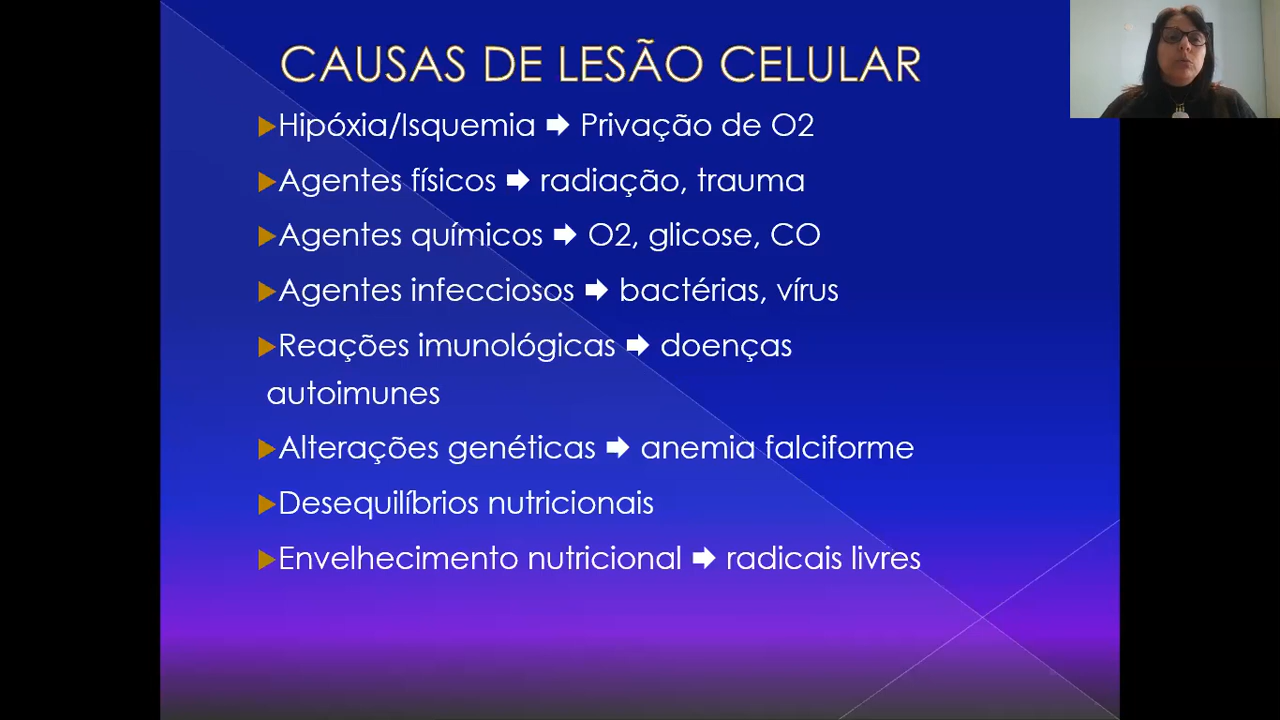 CAUSAS DE LESÃO CELULAR
Hipóxia/Isquemia ➡ Privação de O2
Agentes físicos ➡ radiação, trauma
Agentes químicos ➡ O2, glicose, CO
Agentes infecciosos ➡ bactérias, vírus
Reações imunológicas ➡ doenças
autoimunes
Alterações genéticas ➡ anemia falciforme
Desequilíbrios nutricionais
Envelhecimento nutricional ➡ radicais livres